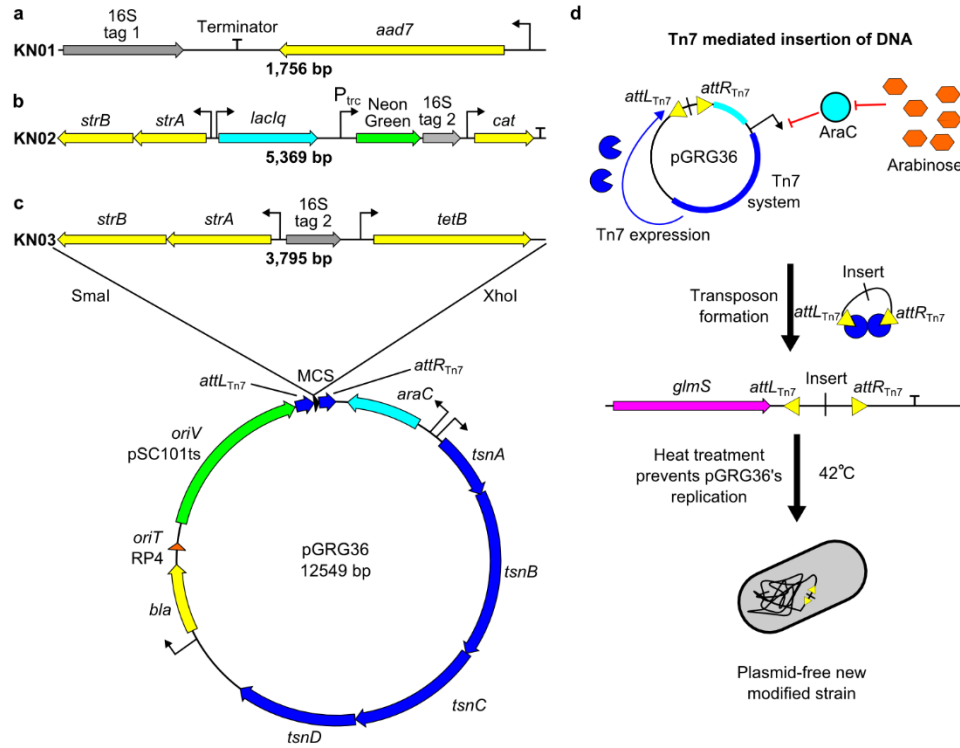 a
16S
tag 1
Terminator
aad7
KN01
1,756 bp
b
Ptrc
Neon
Green
16S
tag 2
strB
strA
lacIq
cat
KN02
5,369 bp
c
16S
tag 2
strB
strA
tetB
KN03
3,795 bp
SmaI
XhoI
MCS
attLTn7
attRTn7
araC
oriV
pSC101ts
tsnA
oriT
RP4
pGRG36
12549 bp
tsnB
bla
tsnC
tsnD
d
Tn7 mediated insertion of DNA
attLTn7
attRTn7
AraC
pGRG36
Arabinose
Tn7
system
Tn7 expression
Transposon
formation
Insert
attLTn7
attRTn7
glmS
attLTn7
Insert
attRTn7
Heat treatment
prevents pGRG36's
replication
42°C
Plasmid-free new
modified strain